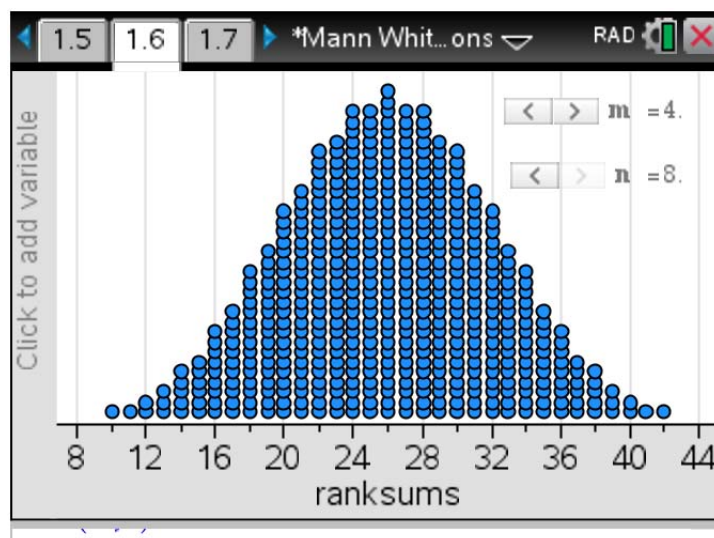 1.5 1.6 1.7 *Mann Whit...ons RAD
m =4.
n =8.
Click to add variable
8 12 16 20 24 28 32 36 40 44
ranksums